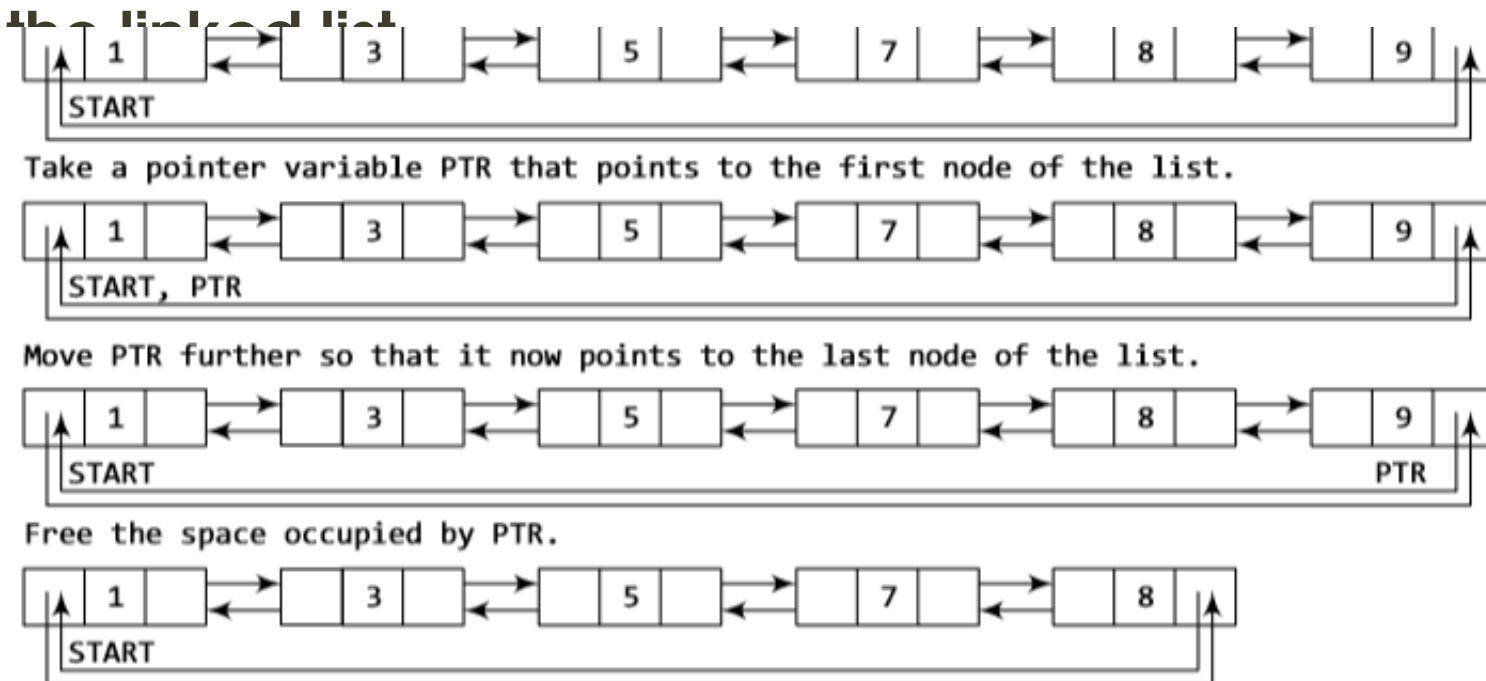 the linked list
1 3 5 7 8 9
START
Take a pointer variable PTR that points to the first node of the list.
1 3 5 7 8 9
START, PTR
Move PTR further so that it now points to the last node of the list.
1 3 5 7 8 9
START PTR
Free the space occupied by PTR.
1 3 5 7 8
START